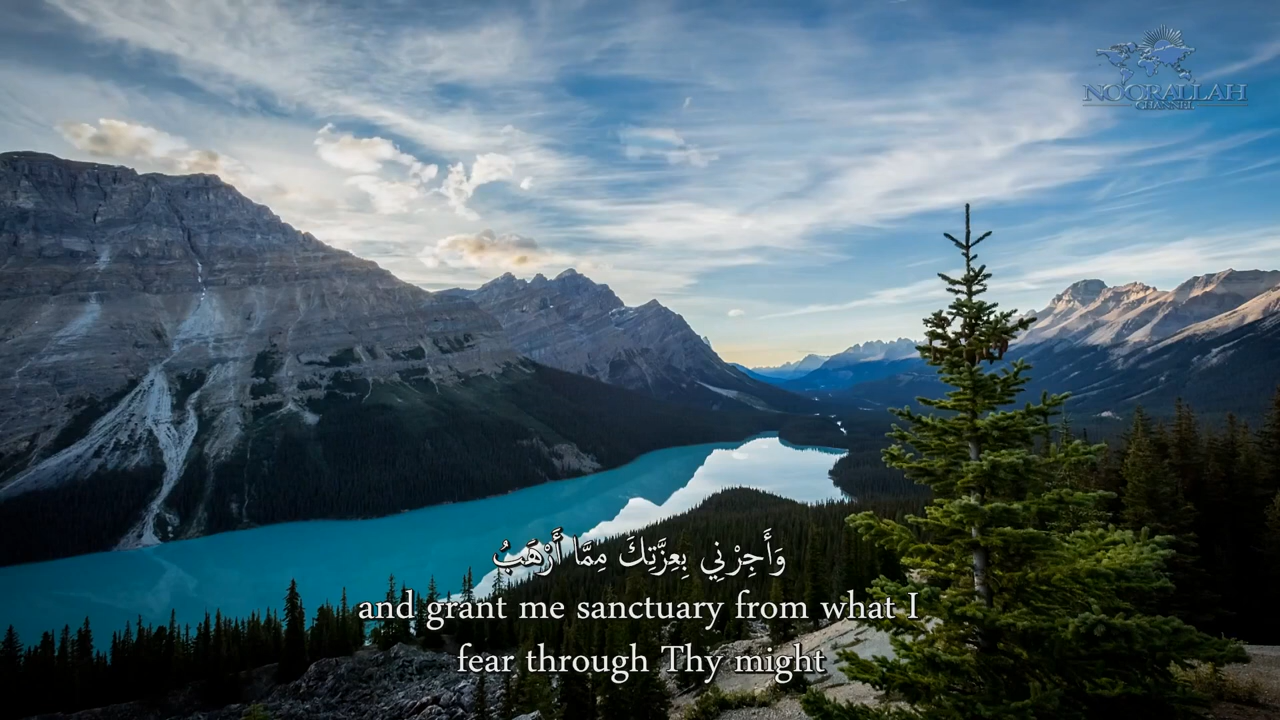 NOORALLAH
CHANNEL
وَأَجِرْنِي بِعِزَّتِكَ مِمَّا أَرْهَبُ
and grant me sanctuary from what I
fear through Thy might